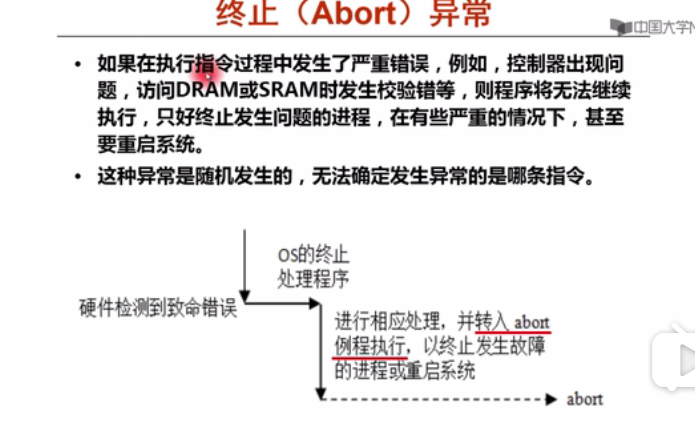 终止（Abort）异常
中国大学
• 如果在执行指令过程中发生了严重错误，例如，控制器出现问
题，访问DRAM或SRAM时发生校验错等，则程序将无法继续
执行，只好终止发生问题的进程，在有些严重的情况下，甚至
要重启系统。
• 这种异常是随机发生的，无法确定发生异常的是哪条指令。
OS的终止
处理程序
硬件检测到致命错误
进行相应处理，并转入 abort
例程执行，以终止发生故障
的进程或重启系统
abort